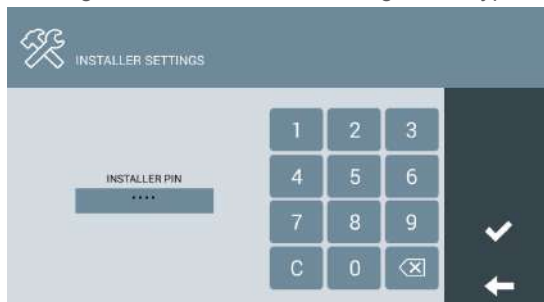 INSTALLER SETTINGS
INSTALLER PIN
····
1 2 3
4 5 6
7 8 9
C 0